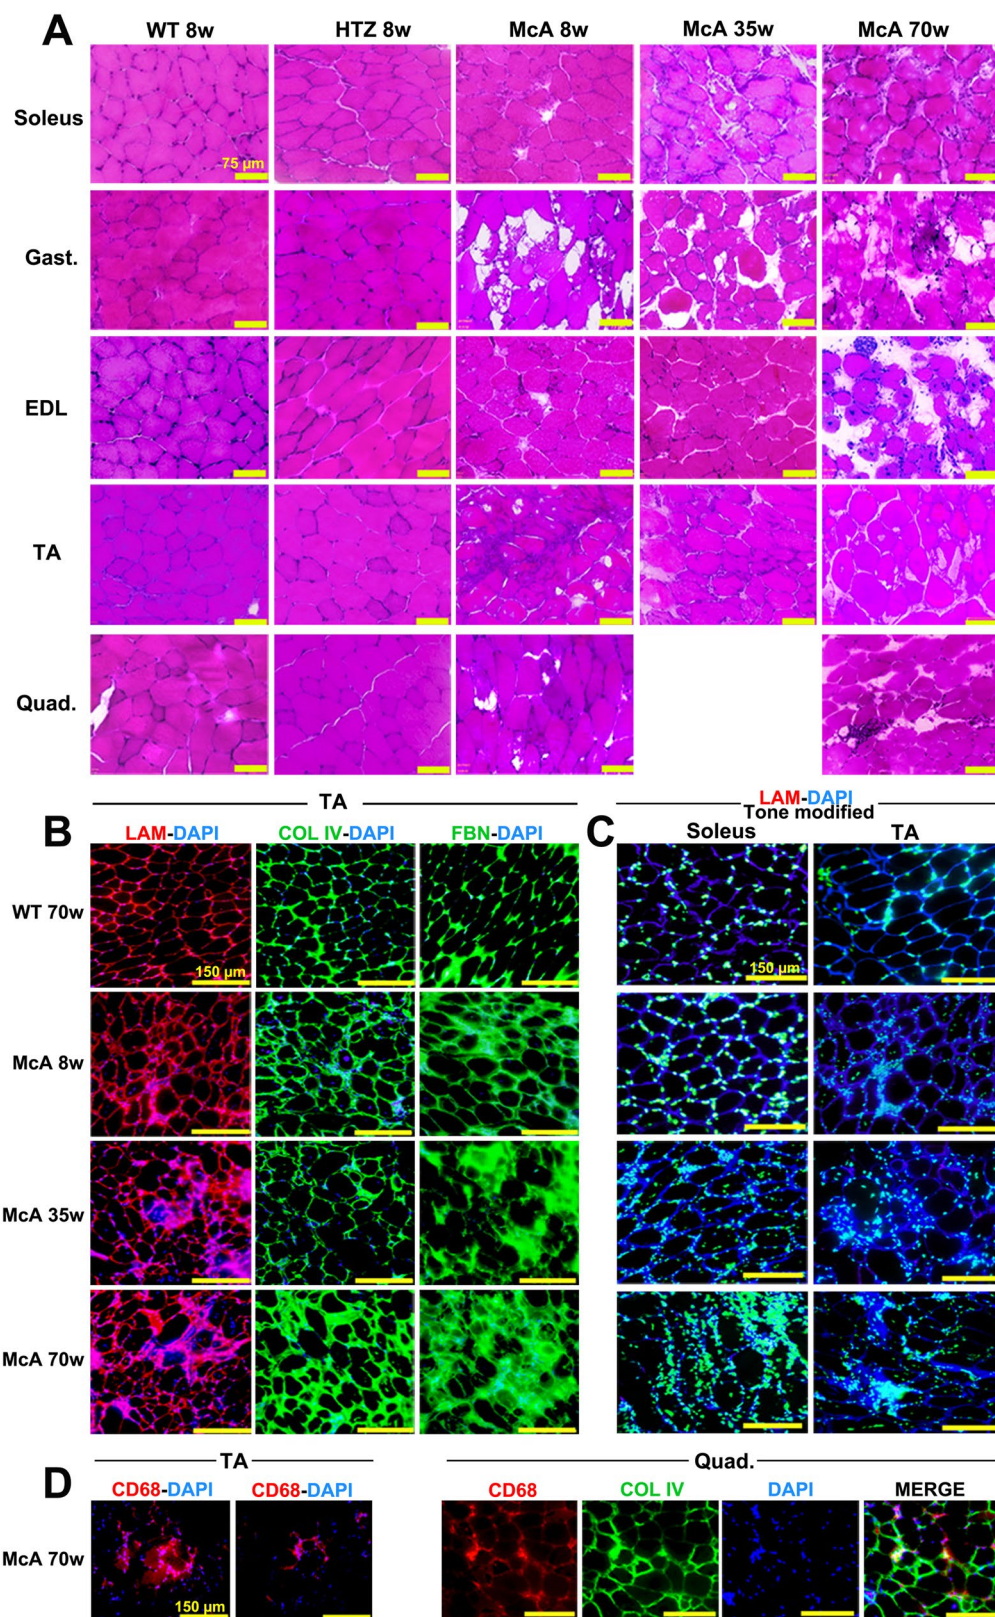 A
WT 8w HTZ 8w McA 8w McA 35w McA 70w
Soleus
75 µm
Gast.
EDL
TA
Quad.
B
TA
LAM-DAPI COL IV-DAPI FBN-DAPI
C
LAM-DAPI
Tone modified
Soleus TA
WT 70w
150 µm
150 µm
McA 8w
McA 35w
McA 70w
D
TA
CD68-DAPI CD68-DAPI
Quad.
CD68 COL IV DAPI MERGE
McA 70w
150 µm